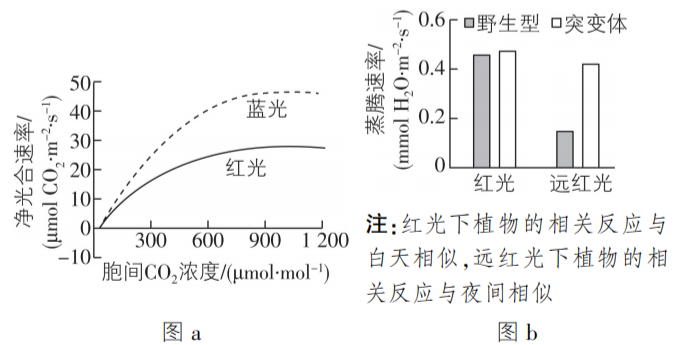 净光合速率/
(μmol CO₂·m⁻²·s⁻¹)
50
40
30
20
10
0
−10
蓝光
红光
300 600 900 1 200
胞间CO₂浓度/(μmol·mol⁻¹)
图 a
蒸腾速率/
(mmol H₂O·m⁻²·s⁻¹)
0.6
0.4
0.2
0
野生型 突变体
红光 远红光
注:红光下植物的相关反应与
白天相似,远红光下植物的相
关反应与夜间相似
图 b